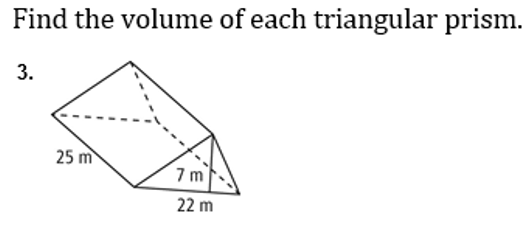 Find the volume of each triangular prism.
3.
25 m
7 m
22 m